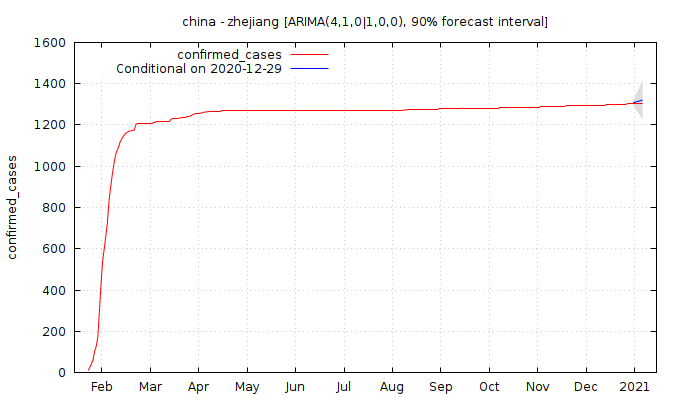 china - zhejiang [ARIMA(4,1,0|1,0,0), 90% forecast interval]
confirmed_cases
Conditional on 2020-12-29
confirmed_cases
1600
1400
1200
1000
800
600
400
200
0
Feb Mar Apr May Jun Jul Aug Sep Oct Nov Dec 2021